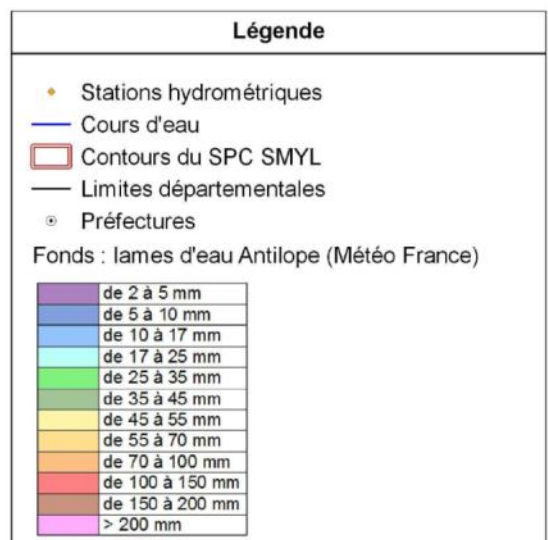 Légende
Stations hydrométriques
Cours d'eau
Contours du SPC SMYL
Limites départementales
Préfectures
Fonds : lames d'eau Antilope (Météo France)
de 2 à 5 mm
de 5 à 10 mm
de 10 à 17 mm
de 17 à 25 mm
de 25 à 35 mm
de 35 à 45 mm
de 45 à 55 mm
de 55 à 70 mm
de 70 à 100 mm
de 100 à 150 mm
de 150 à 200 mm
> 200 mm